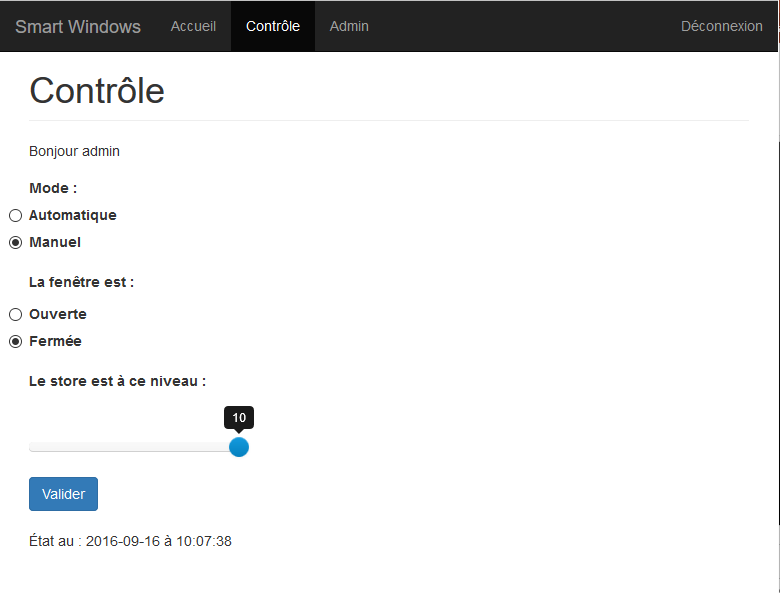 Smart Windows Accueil Contrôle Admin Déconnexion
Contrôle
Bonjour admin
Mode :
Automatique
Manuel
La fenêtre est :
Ouverte
Fermée
Le store est à ce niveau :
10
Valider
État au : 2016-09-16 à 10:07:38